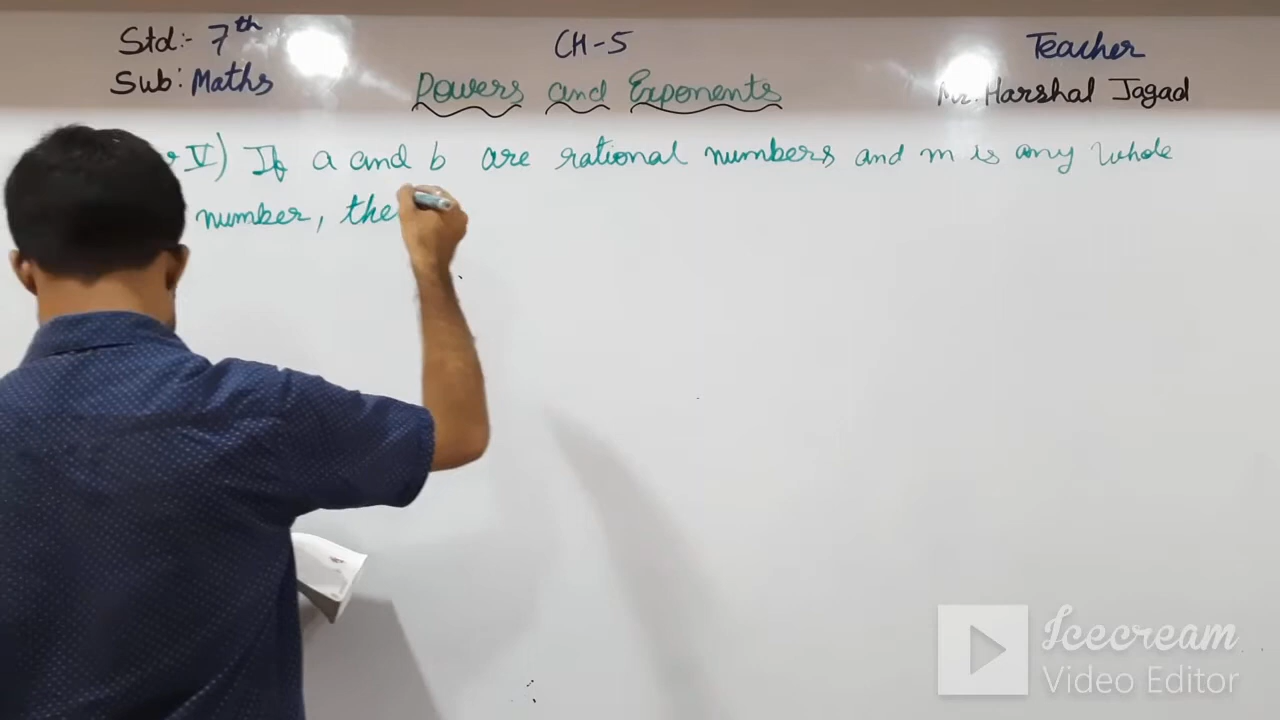 Std:- 7th
CH-5
Teacher
Sub: Maths
Powers and Exponents
Mr. Harshal Jagad
V) If a and b are rational numbers and m is any whole
number, the
Icecream
Video Editor